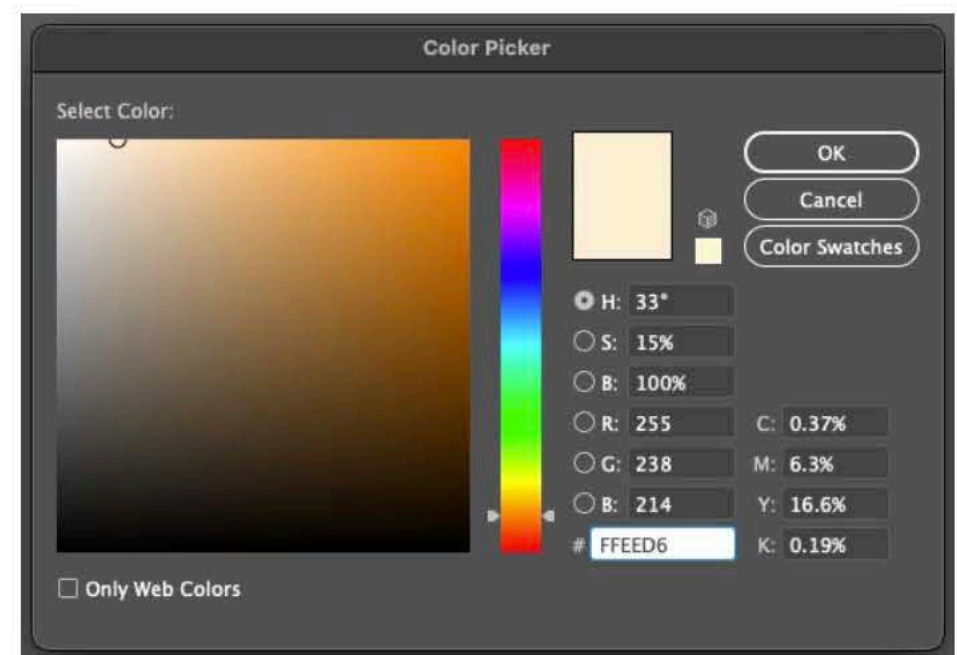 Color Picker
Select Color:
OK
Cancel
Color Swatches
H: 33°
S: 15%
B: 100%
R: 255 C: 0.37%
G: 238 M: 6.3%
B: 214 Y: 16.6%
# FFEED6 K: 0.19%
Only Web Colors